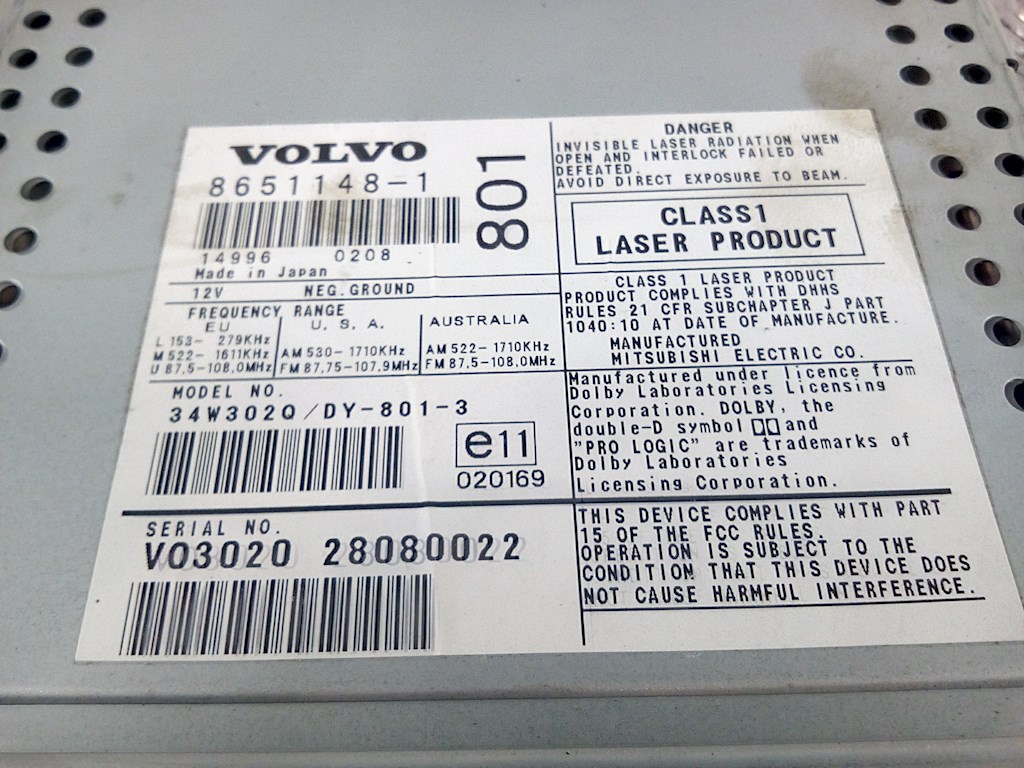 VOLVO
8651148-1
801
14996 0208
Made in Japan
12V NEG.GROUND
FREQUENCY RANGE
EU
L 153- 279KHz
M 522- 1611KHz
U 87,5-108,0MHz
U. S. A.
AM 530-1710KHz
FM 87,75-107,9MHz
AUSTRALIA
AM 522-1710KHz
FM 87,5-108,0MHz
MODEL NO.
34W302Q/DY-801-3
e11
020169
SERIAL NO.
VO3020 28080022
DANGER
INVISIBLE LASER RADIATION WHEN
OPEN AND INTERLOCK FAILED OR
DEFEATED.
AVOID DIRECT EXPOSURE TO BEAM.
CLASS1
LASER PRODUCT
CLASS 1 LASER PRODUCT
PRODUCT COMPLIES WITH DHHS
RULES 21 CFR SUBCHAPTER J PART
1040:10 AT DATE OF MANUFACTURE.
MANUFACTURED
MITSUBISHI ELECTRIC CO.
Manufactured under licence from
Dolby Laboratories Licensing
Corporation. DOLBY, the
double-D symbol and
"PRO LOGIC" are trademarks of
Dolby Laboratories
Licensing Corporation.
THIS DEVICE COMPLIES WITH PART
15 OF THE FCC RULES.
OPERATION IS SUBJECT TO THE
CONDITION THAT THIS DEVICE DOES
NOT CAUSE HARMFUL INTERFERENCE.